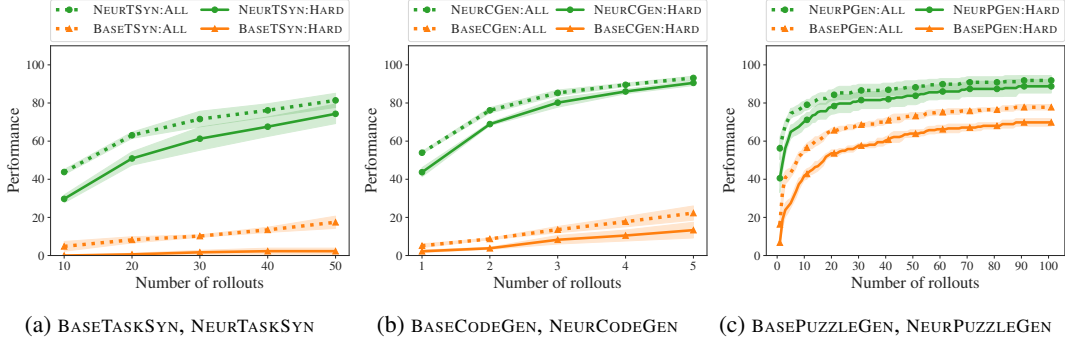 NEURTSYN:ALL NEURTSYN:HARD
BASETSYN:ALL BASETSYN:HARD
Performance
100
80
60
40
20
0
10 20 30 40 50
Number of rollouts
(a) BASETASKSYN, NEURTASKSYN
NEURCGEN:ALL NEURCGEN:HARD
BASECGEN:ALL BASECGEN:HARD
Performance
100
80
60
40
20
0
1 2 3 4 5
Number of rollouts
(b) BASECODEGEN, NEURCODEGEN
NEURPGEN:ALL NEURPGEN:HARD
BASEPGEN:ALL BASEPGEN:HARD
Performance
100
80
60
40
20
0
1 10 20 30 40 50 60 70 80 90 100
Number of rollouts
(c) BASEPUZZLEGEN, NEURPUZZLEGEN